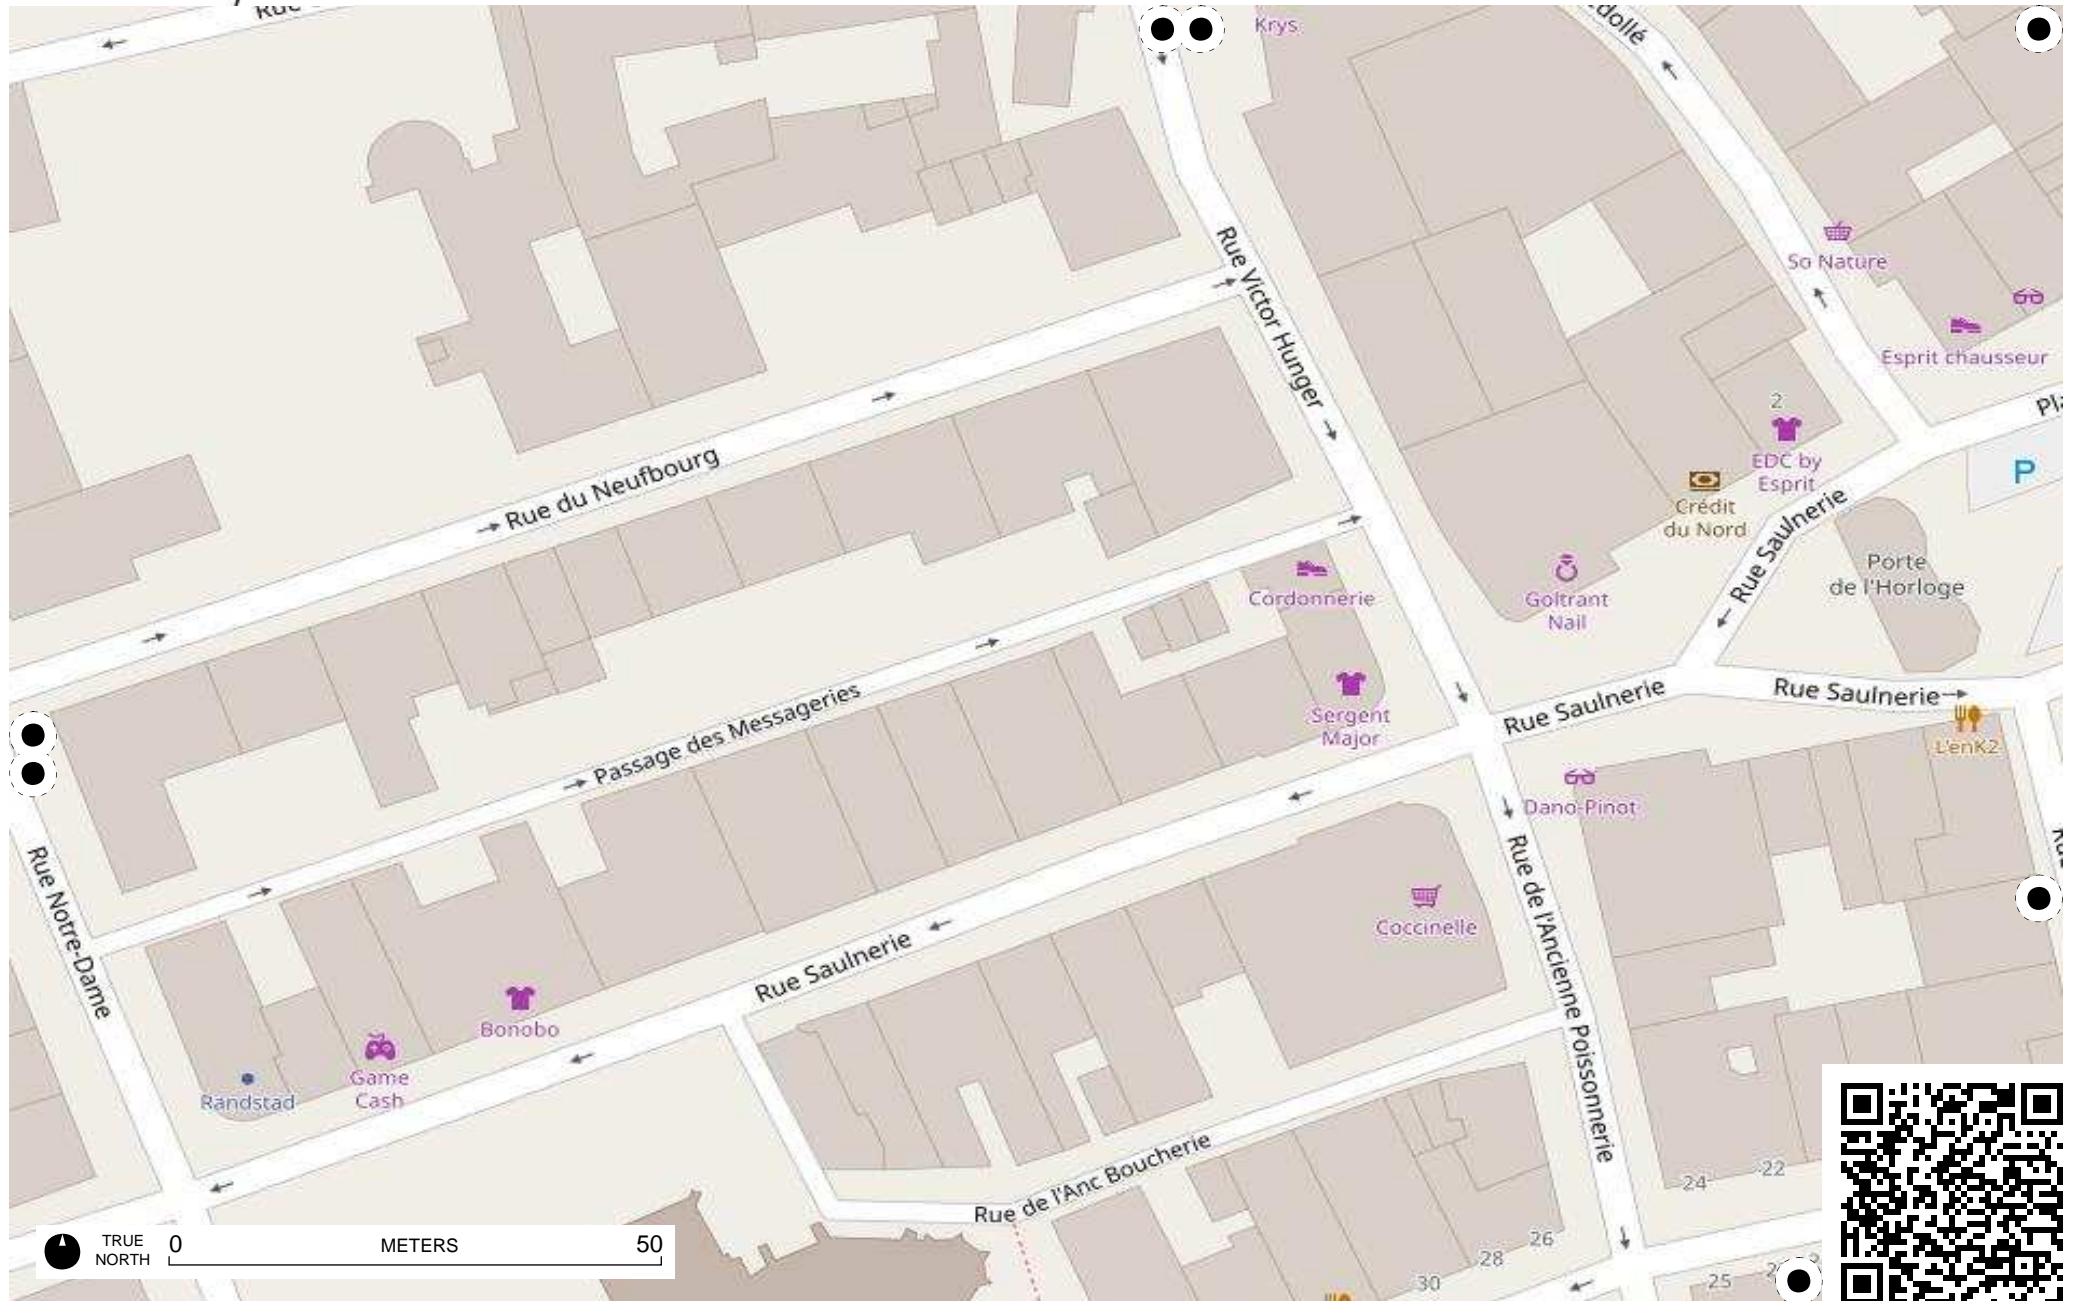 Rue
Krys
dollé
Rue Victor Hunger
So Nature
Esprit chausseur
2
EDC by
Esprit
Pla
P
Crédit
du Nord
Rue du Neufbourg
Rue Saulnerie
Porte
de l'Horloge
Cordonnerie
Goltrant
Nail
Passage des Messageries
Sergent
Major
Rue Saulnerie
Rue Saulnerie
L'enK2
Dano-Pinot
Rue Notre-Dame
Rue de l'Ancienne Poissonnerie
Coccinelle
Rue Saulnerie
Bonobo
Game
Cash
Randstad
Rue de l'Anc Boucherie
24
22
26
28
30
25
TRUE
NORTH
0
METERS
50